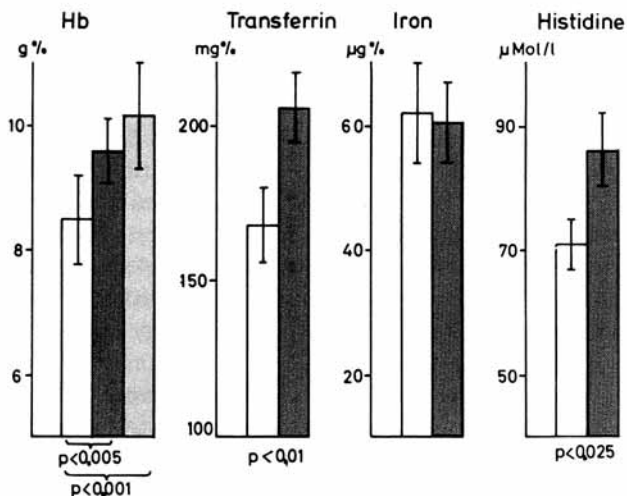 Hb Transferrin Iron Histidine
g% mg% µg% µMol/l
10 200 60 90
8 40 70
150
6 20 50
100
p<0,005 p<0,01 p<0,025
p<0,001